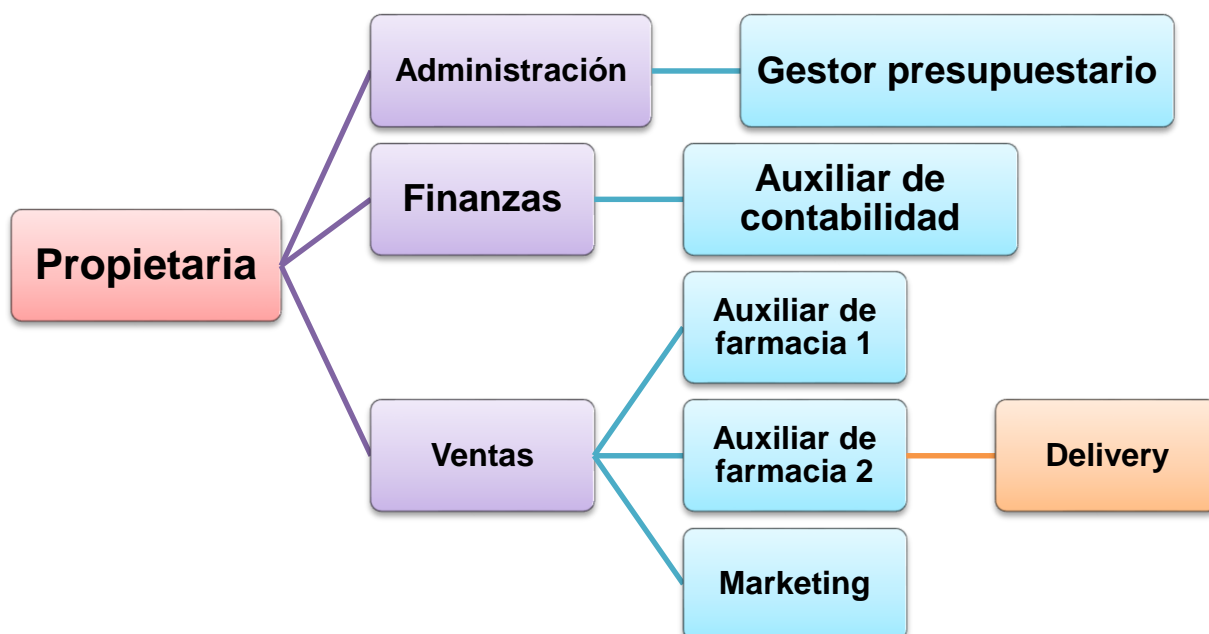 Administración
Gestor presupuestario
Finanzas
Auxiliar de
contabilidad
Propietaria
Auxiliar de
farmacia 1
Ventas
Auxiliar de
farmacia 2
Delivery
Marketing